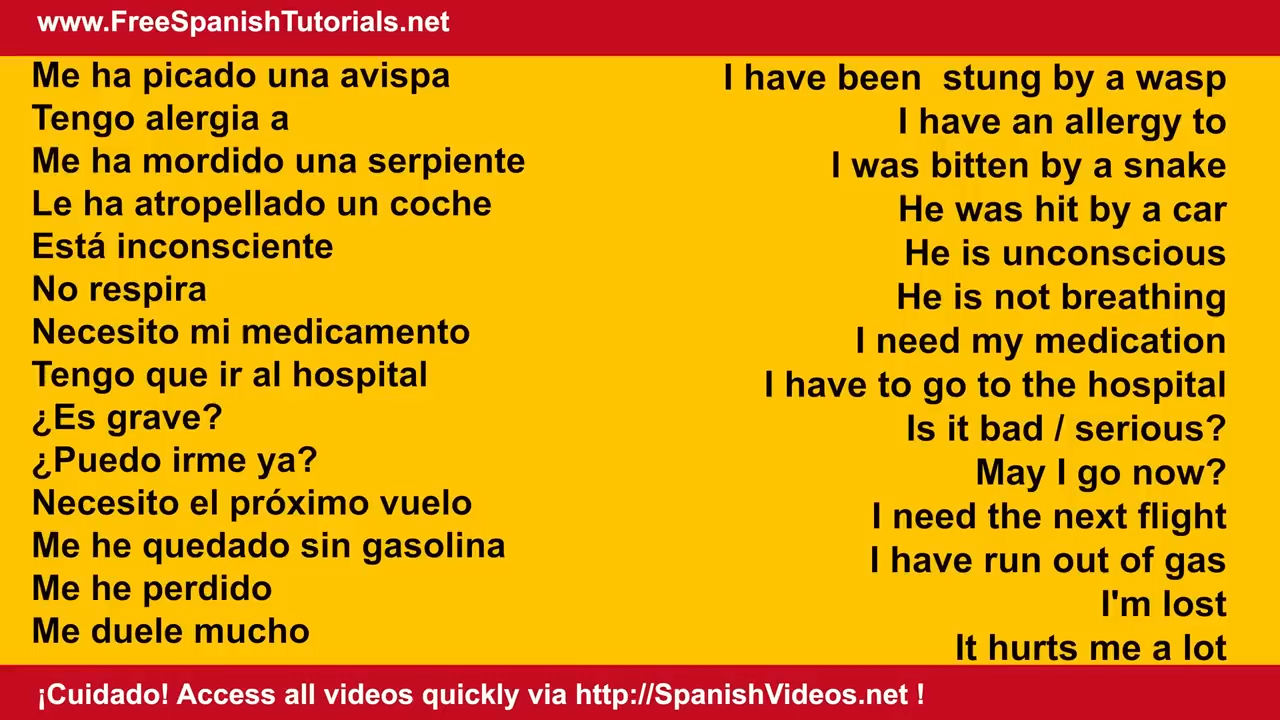 www.FreeSpanishTutorials.net
Me ha picado una avispa
Tengo alergia a
Me ha mordido una serpiente
Le ha atropellado un coche
Está inconsciente
No respira
Necesito mi medicamento
Tengo que ir al hospital
¿Es grave?
¿Puedo irme ya?
Necesito el próximo vuelo
Me he quedado sin gasolina
Me he perdido
Me duele mucho
I have been  stung by a wasp
I have an allergy to
I was bitten by a snake
He was hit by a car
He is unconscious
He is not breathing
I need my medication
I have to go to the hospital
Is it bad / serious?
May I go now?
I need the next flight
I have run out of gas
I'm lost
It hurts me a lot
¡Cuidado! Access all videos quickly via http://SpanishVideos.net !